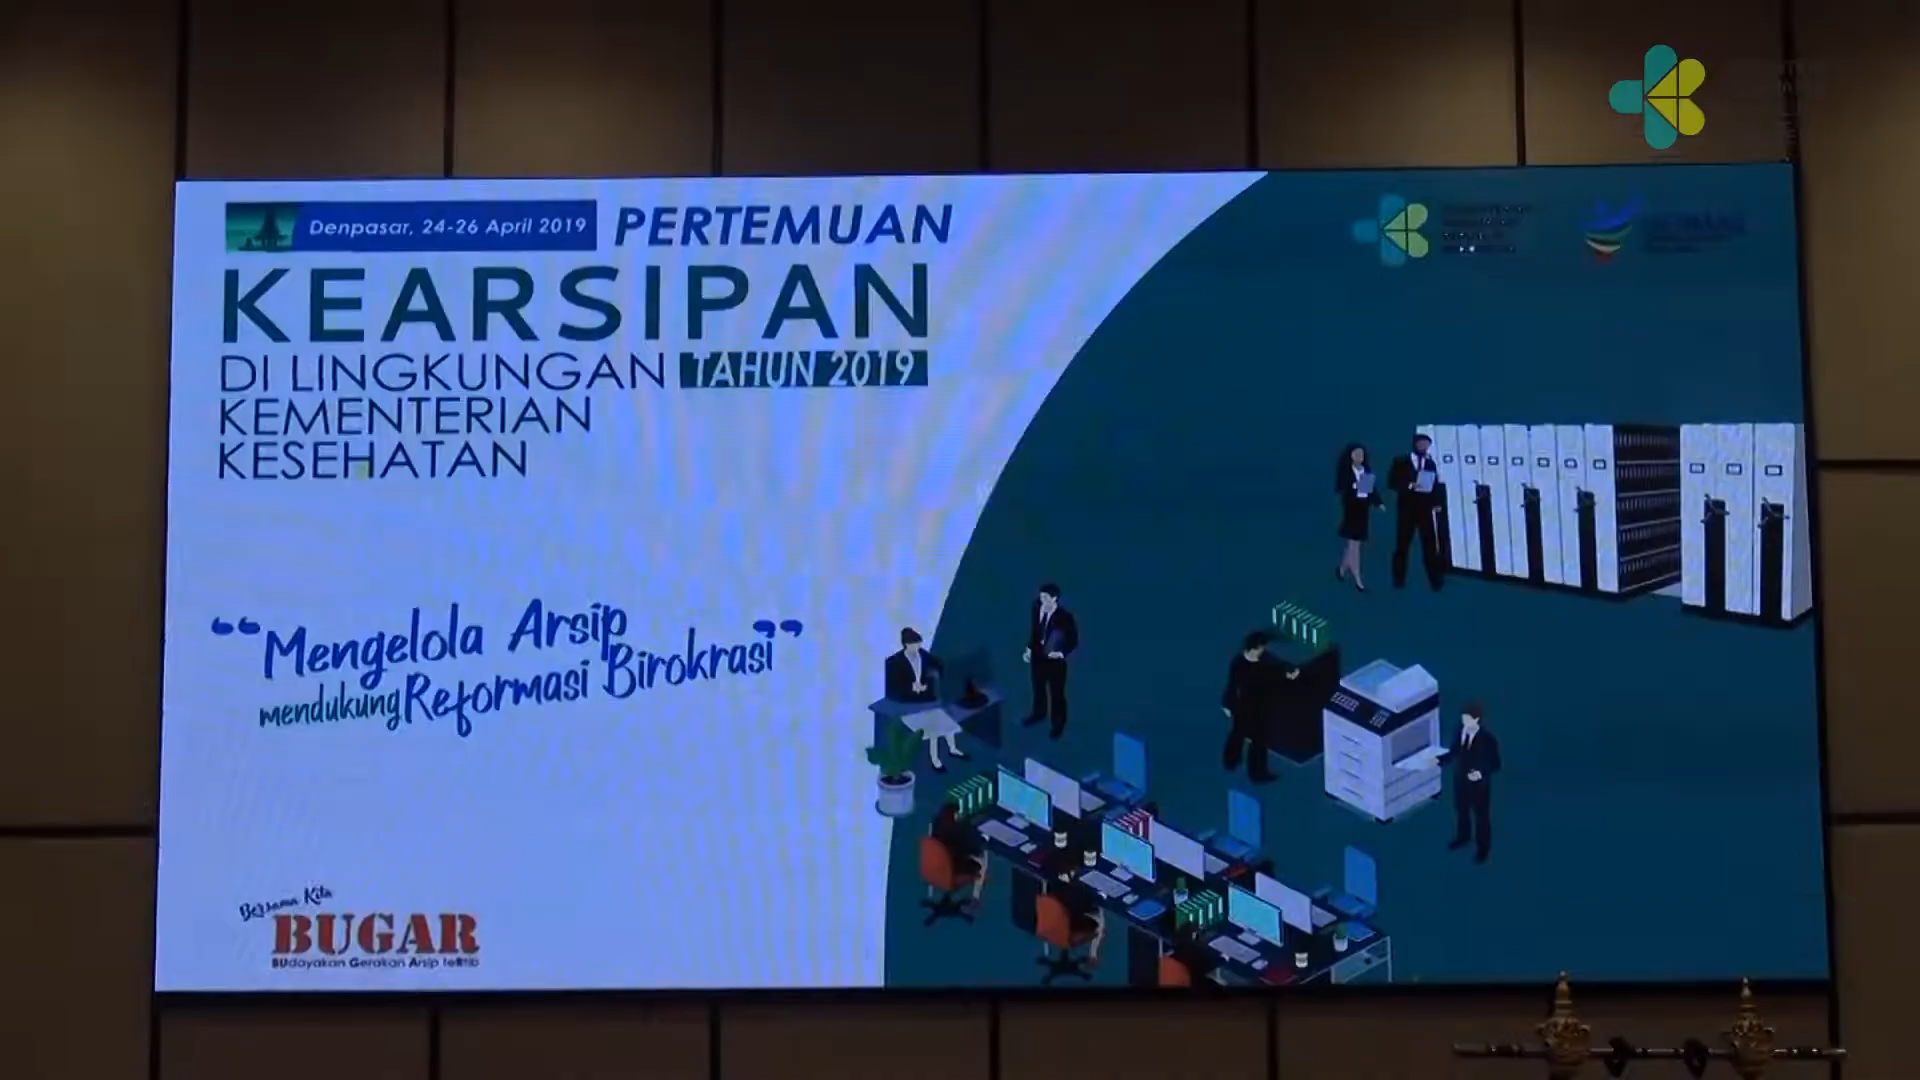 Denpasar, 24-26 April 2019
PERTEMUAN
KEARSIPAN
DI LINGKUNGAN TAHUN 2019
KEMENTERIAN
KESEHATAN
“Mengelola Arsip
mendukung Reformasi Birokrasi”
Bersama Kita
BUGAR
BUdayakan Gerakan Arsip teRtib